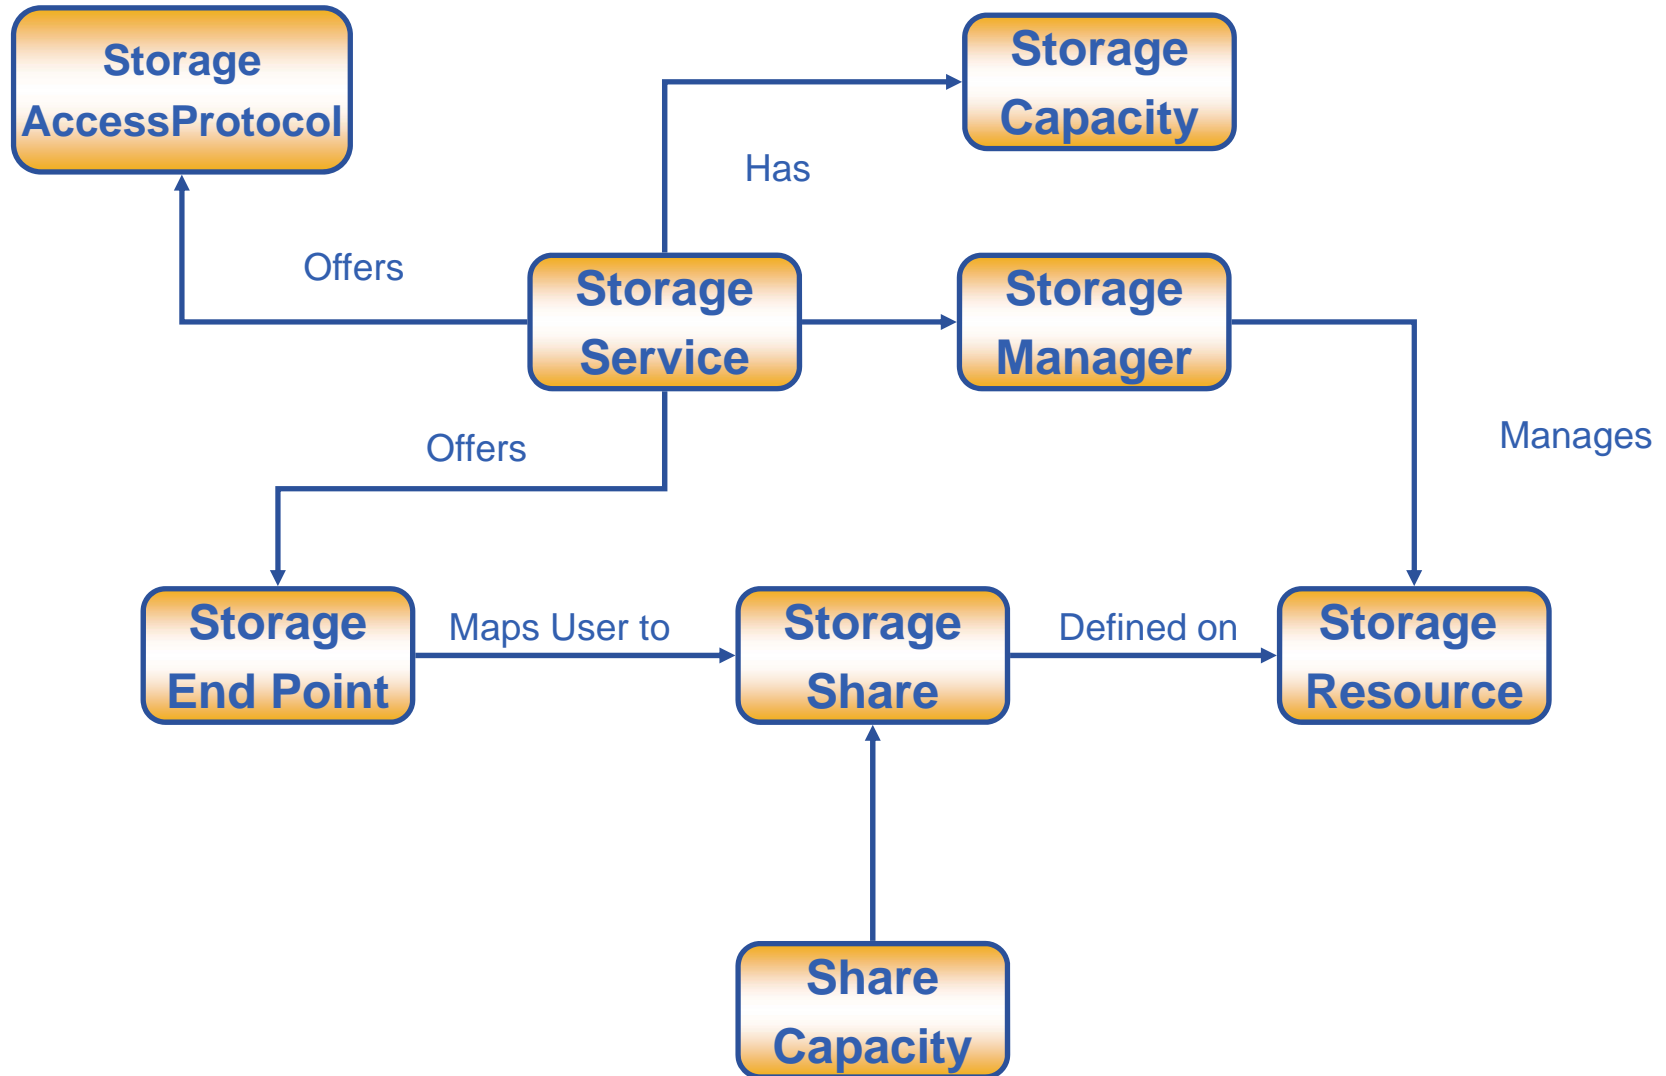 Storage
AccessProtocol
Storage
Capacity
Has
Offers
Storage
Service
Storage
Manager
Offers
Manages
Storage
End Point
Maps User to
Storage
Share
Defined on
Storage
Resource
Share
Capacity